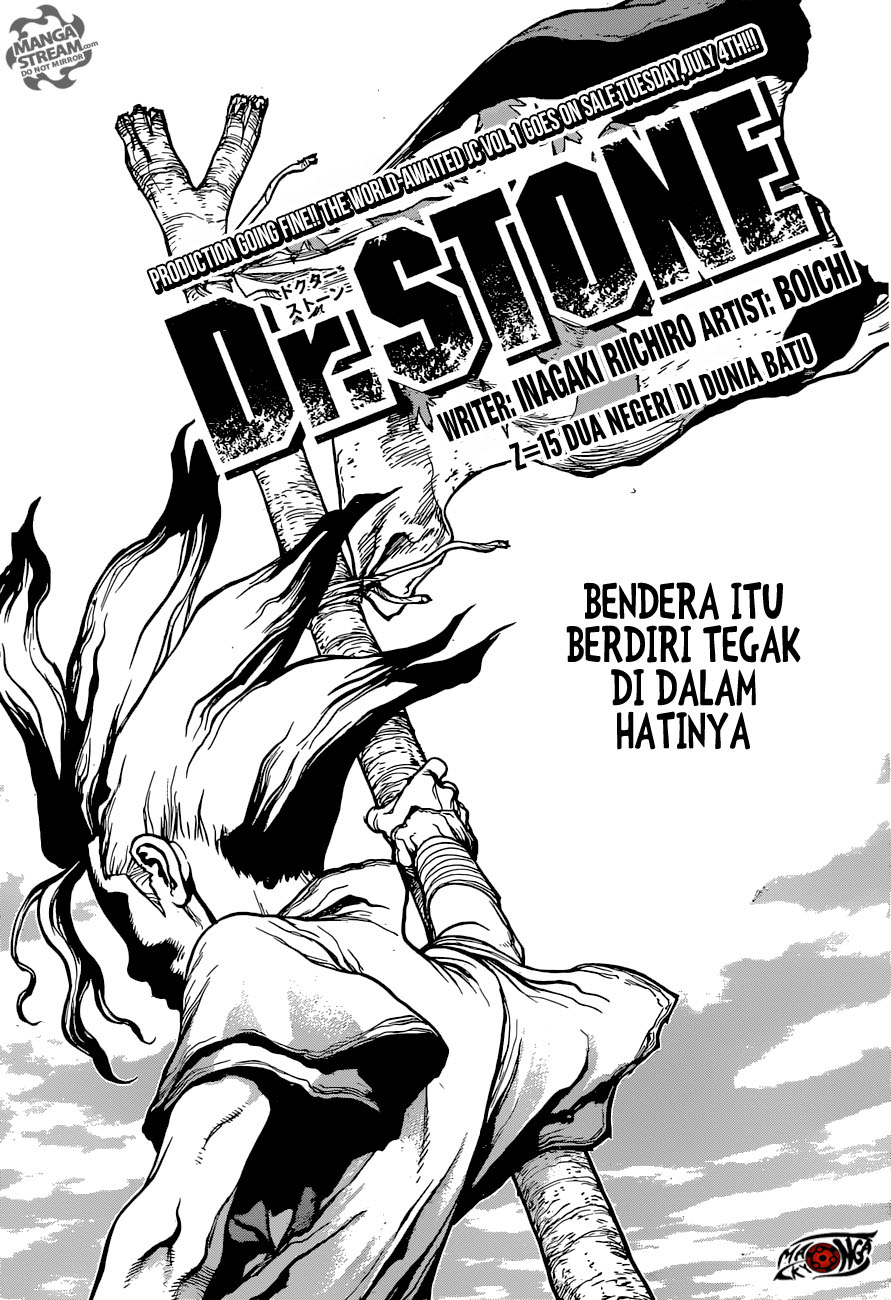 MANGA
STREAM.com
DO NOT MIRROR
PRODUCTION GOING FINE!! THE WORLD-AWAITED JC VOL 1 GOES ON SALE TUESDAY, JULY 4TH!!!
ドクター
ストーン
Dr.STONE
WRITER: INAGAKI RIICHIRO ARTIST: BOICHI
Z=15 DUA NEGERI DI DUNIA BATU
BENDERA ITU
BERDIRI TEGAK
DI DALAM
HATINYA